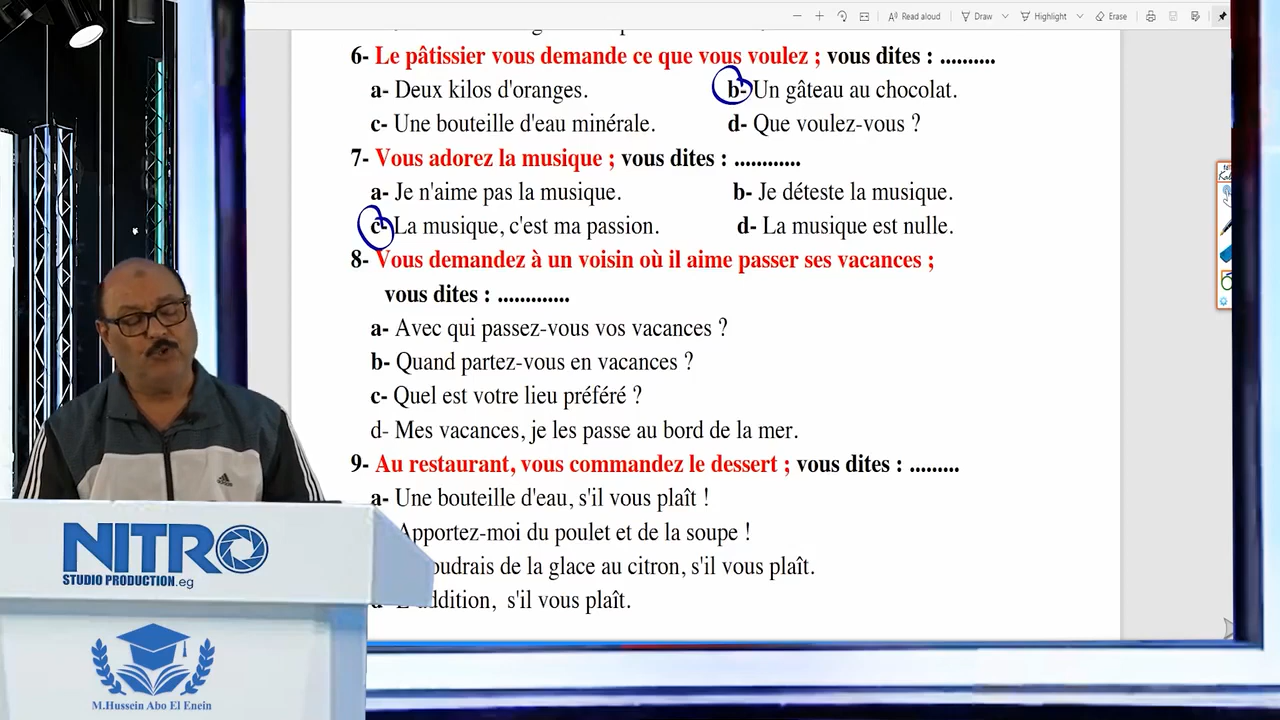 Read aloud
Draw
Highlight
Erase
6- Le pâtissier vous demande ce que vous voulez ; vous dites : ..........
a- Deux kilos d'oranges.
b- Un gâteau au chocolat.
c- Une bouteille d'eau minérale.
d- Que voulez-vous ?
7- Vous adorez la musique ; vous dites : ............
a- Je n'aime pas la musique.
b- Je déteste la musique.
c- La musique, c'est ma passion.
d- La musique est nulle.
8- Vous demandez à un voisin où il aime passer ses vacances ;
vous dites : .............
a- Avec qui passez-vous vos vacances ?
b- Quand partez-vous en vacances ?
c- Quel est votre lieu préféré ?
d- Mes vacances, je les passe au bord de la mer.
9- Au restaurant, vous commandez le dessert ; vous dites : .........
a- Une bouteille d'eau, s'il vous plaît !
Apportez-moi du poulet et de la soupe !
oudrais de la glace au citron, s'il vous plaît.
addition, s'il vous plaît.
adidas
NITRO
STUDIO PRODUCTION.eg
M.Hussein Abo El Enein